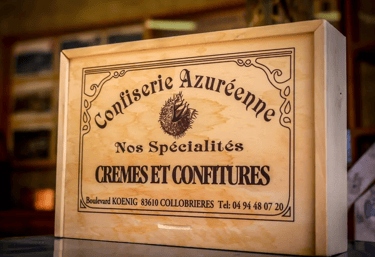 Confiserie Azuréenne
Nos Spécialités
CREMES ET CONFITURES
Boulevard KOENIG 83610 COLLOBRIERES Tel: 04 94 48 07 20